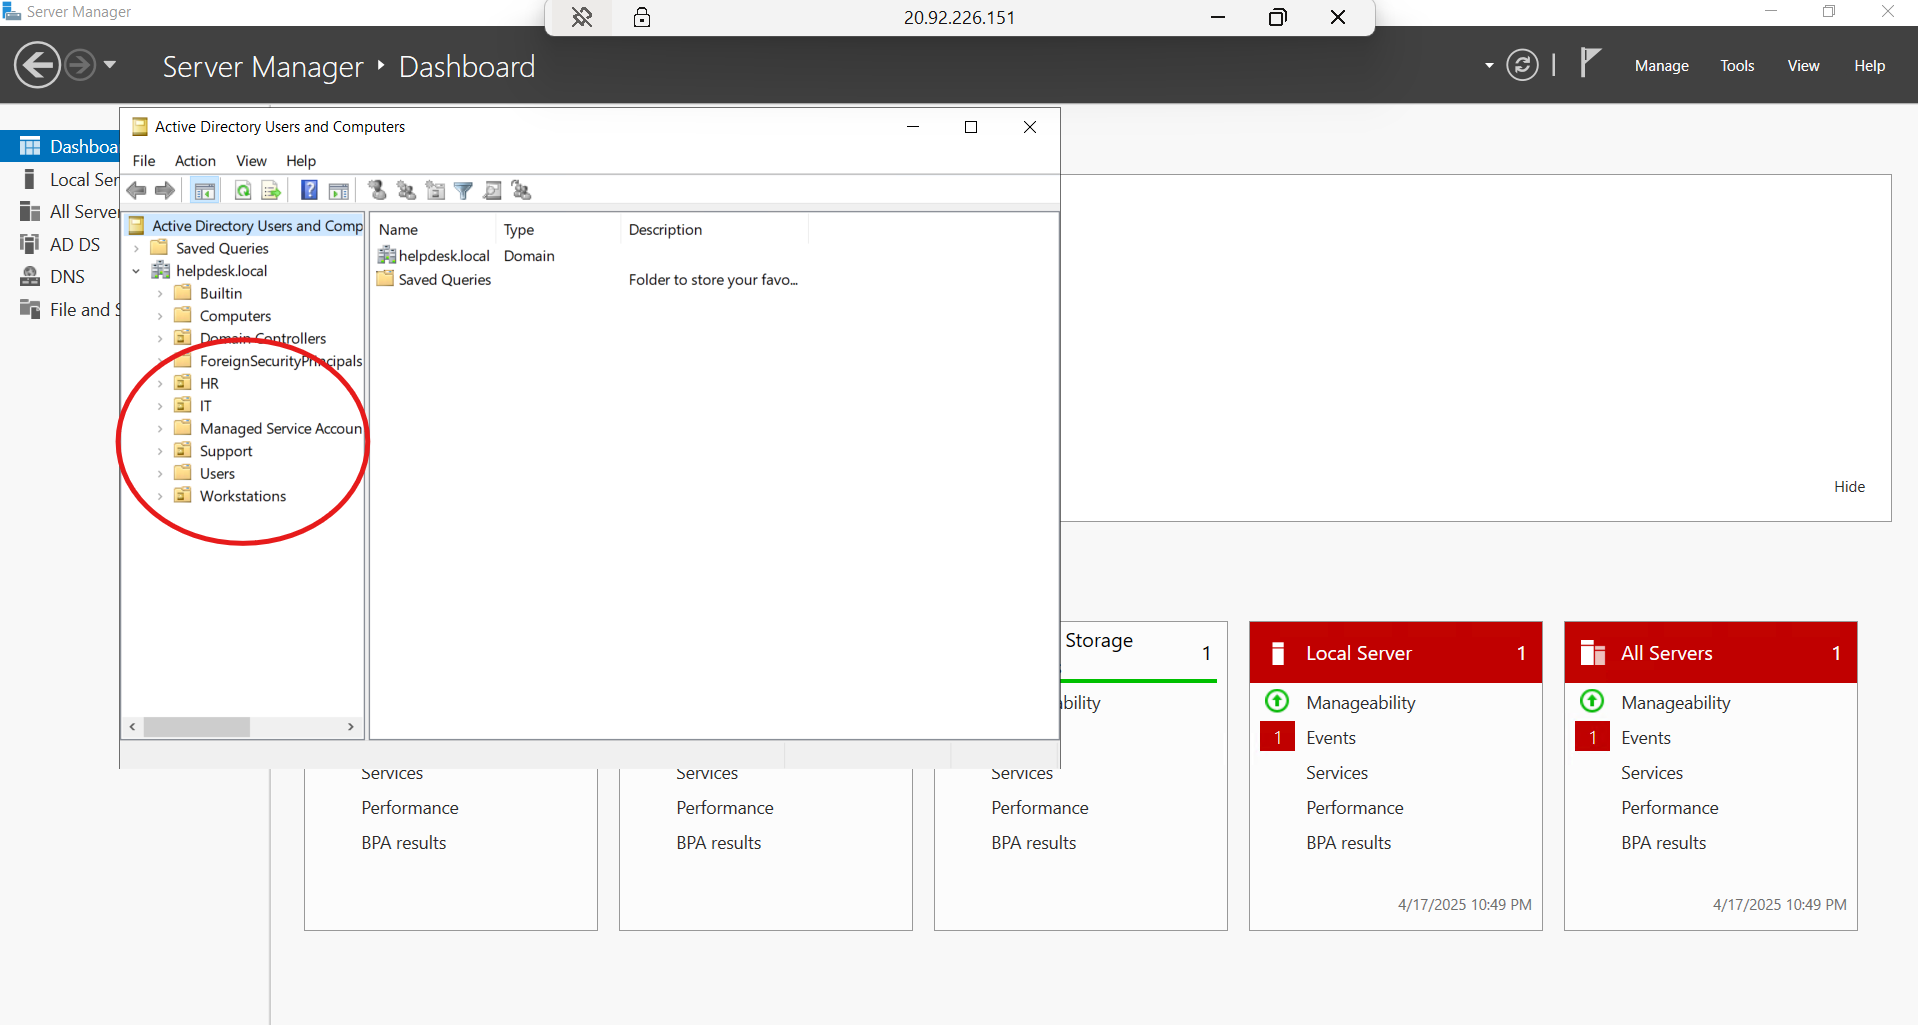 Server Manager
20.92.226.151
Server Manager ‣ Dashboard
Manage Tools View Help
Dashboa
Local Ser
All Server
AD DS
DNS
File and S
Active Directory Users and Computers
File Action View Help
Active Directory Users and Comp
Saved Queries
helpdesk.local
Builtin
Computers
Domain Controllers
ForeignSecurityPrincipals
HR
IT
Managed Service Accoun
Support
Users
Workstations
Name Type Description
helpdesk.local Domain
Saved Queries Folder to store your favo...
Hide
Services
Performance
BPA results
Services
Performance
BPA results
Storage 1
bility
Services
Performance
BPA results
Local Server 1
Manageability
1 Events
Services
Performance
BPA results
4/17/2025 10:49 PM
All Servers 1
Manageability
1 Events
Services
Performance
BPA results
4/17/2025 10:49 PM